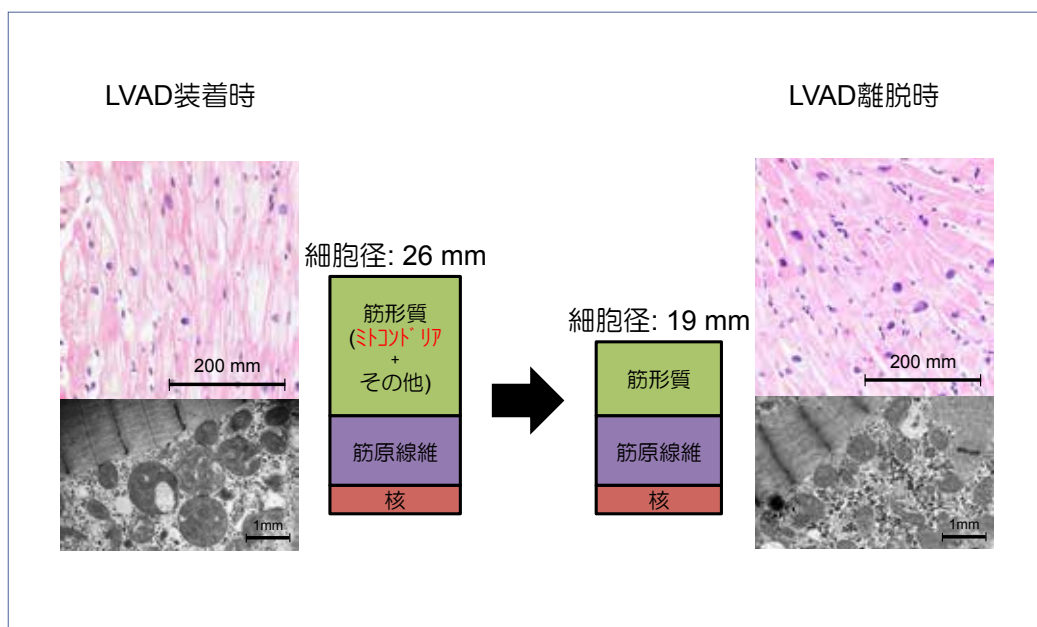 LVAD装着時
LVAD離脱時
200 mm
1mm
細胞径: 26 mm
筋形質
(ミトコンドリア
+
その他)
筋原線維
核
細胞径: 19 mm
筋形質
筋原線維
核
200 mm
1mm